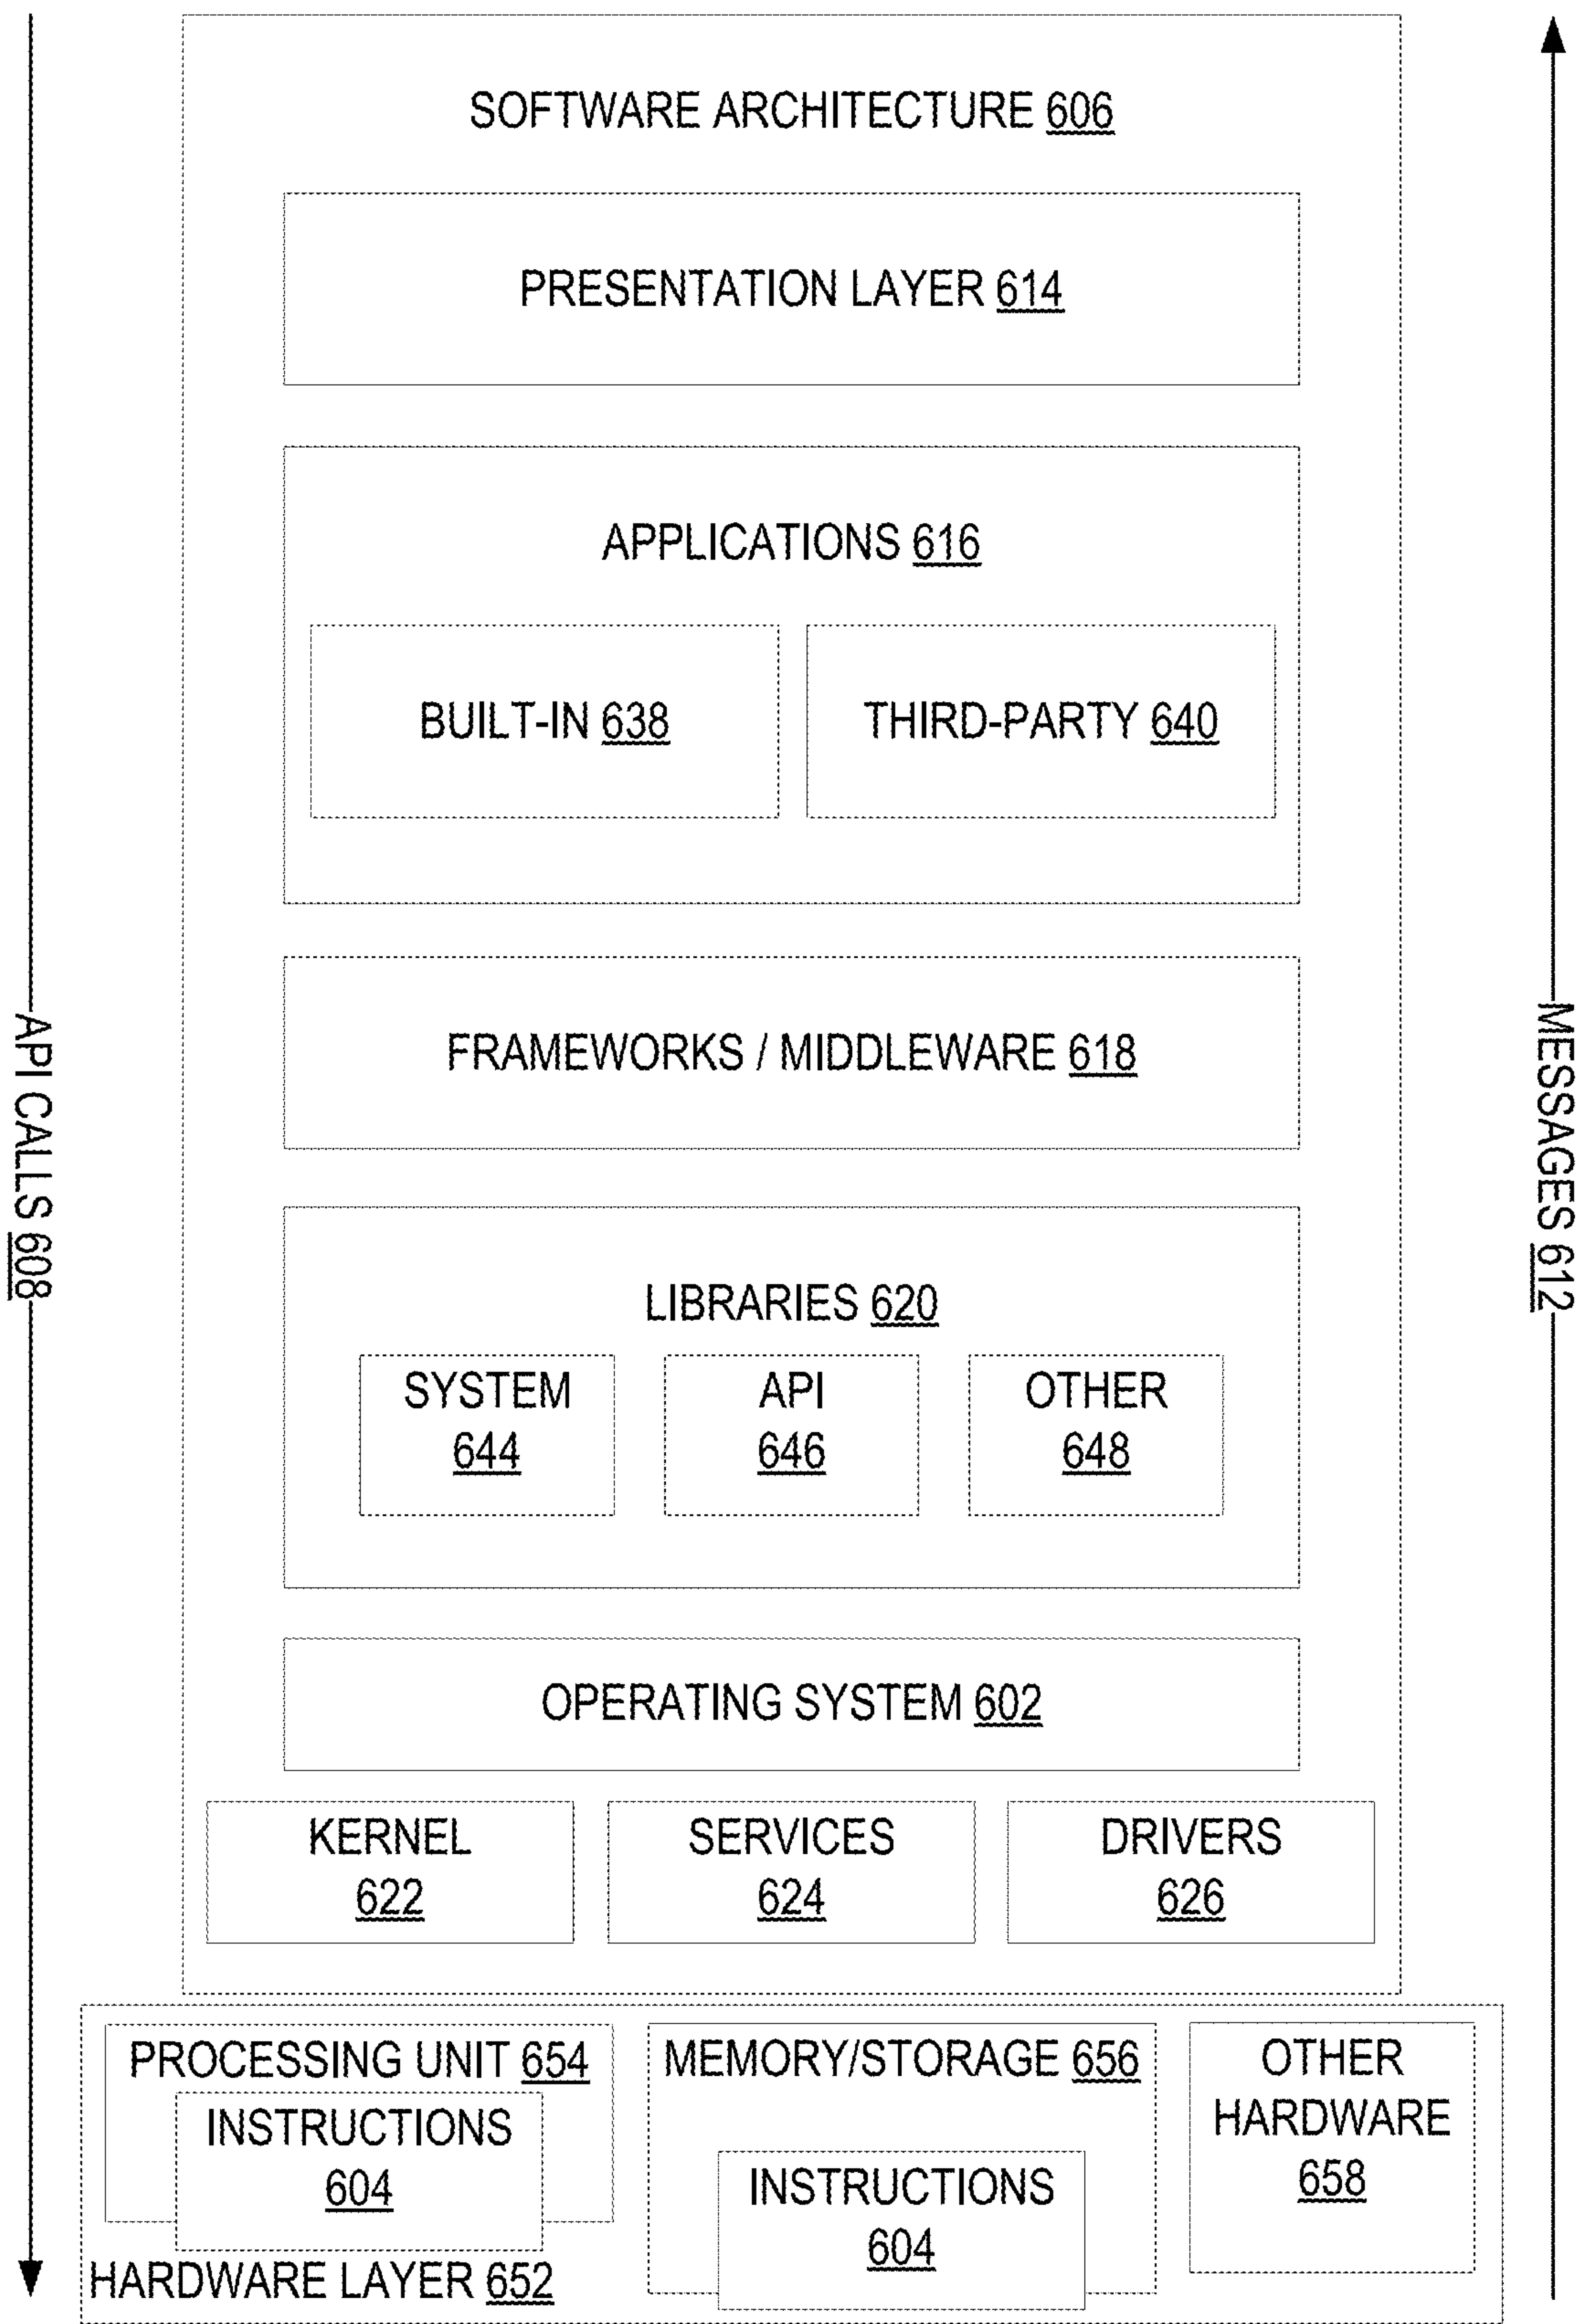 SOFTWARE ARCHITECTURE 606
PRESENTATION LAYER 614
APPLICATIONS 616
BUILT-IN 638
THIRD-PARTY 640
FRAMEWORKS / MIDDLEWARE 618
LIBRARIES 620
SYSTEM
644
API
646
OTHER
648
OPERATING SYSTEM 602
KERNEL
622
SERVICES
624
DRIVERS
626
PROCESSING UNIT 654
INSTRUCTIONS
604
MEMORY/STORAGE 656
INSTRUCTIONS
604
OTHER
HARDWARE
658
HARDWARE LAYER 652
API CALLS 608
MESSAGES 612